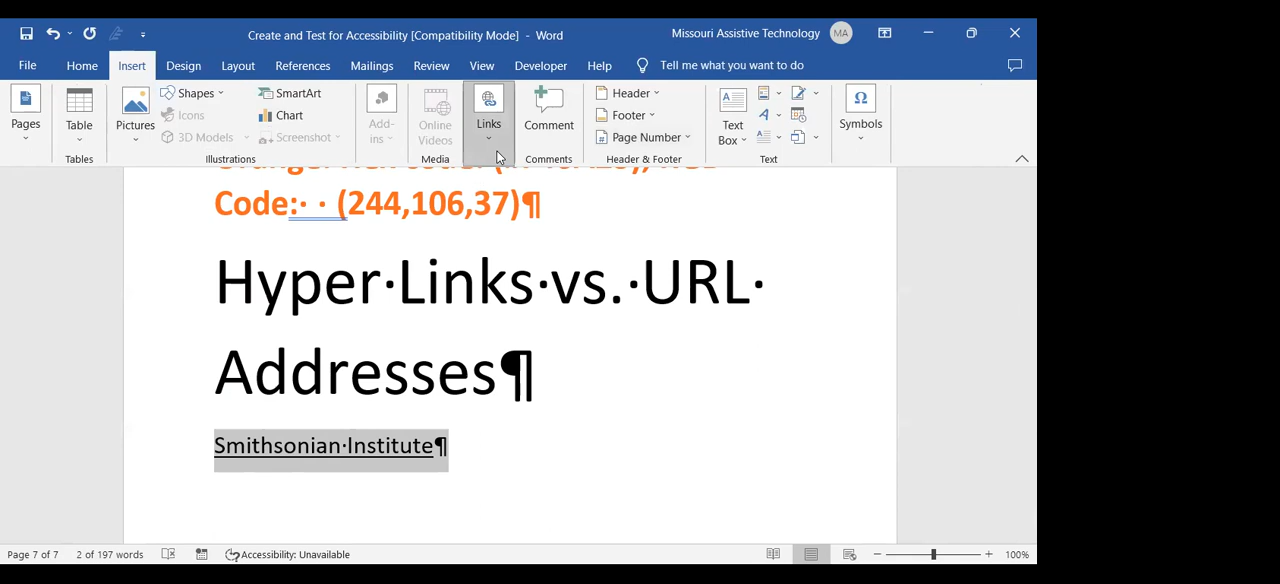 Create and Test for Accessibility [Compatibility Mode] - Word
Missouri Assistive Technology MA
File Home Insert Design Layout References Mailings Review View Developer Help Tell me what you want to do
Pages
Table
Tables
Pictures
Shapes
Icons
3D Models
SmartArt
Chart
Screenshot
Illustrations
Add-
ins
Online
Videos
Media
Links
Comment
Comments
Header
Footer
Page Number
Header & Footer
Text
Box
Text
Symbols
Code:· · (244,106,37)¶
Hyper·Links·vs.·URL·
Addresses¶
Smithsonian·Institute¶
Page 7 of 7 2 of 197 words Accessibility: Unavailable 100%